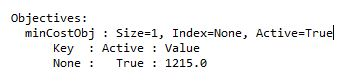 Objectives:
minCostObj : Size=1, Index=None, Active=True
Key : Active : Value
None : True : 1215.0